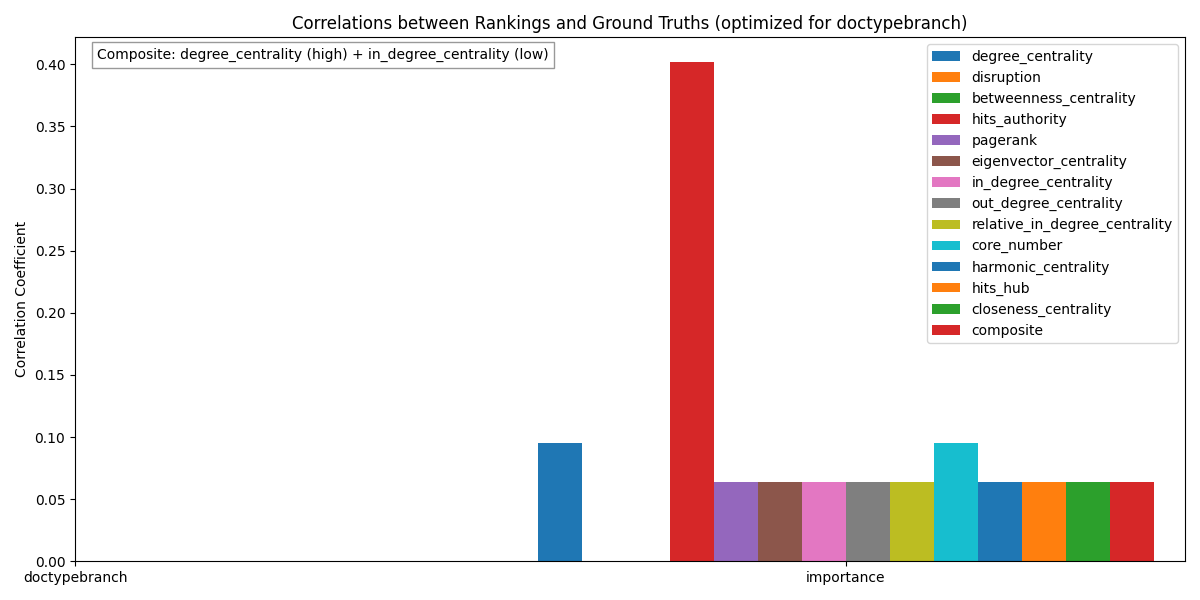 Correlations between Rankings and Ground Truths (optimized for doctypebranch)
Composite: degree_centrality (high) + in_degree_centrality (low)
degree_centrality
disruption
betweenness_centrality
hits_authority
pagerank
eigenvector_centrality
in_degree_centrality
out_degree_centrality
relative_in_degree_centrality
core_number
harmonic_centrality
hits_hub
closeness_centrality
composite
Correlation Coefficient
0.40
0.35
0.30
0.25
0.20
0.15
0.10
0.05
0.00
doctypebranch
importance